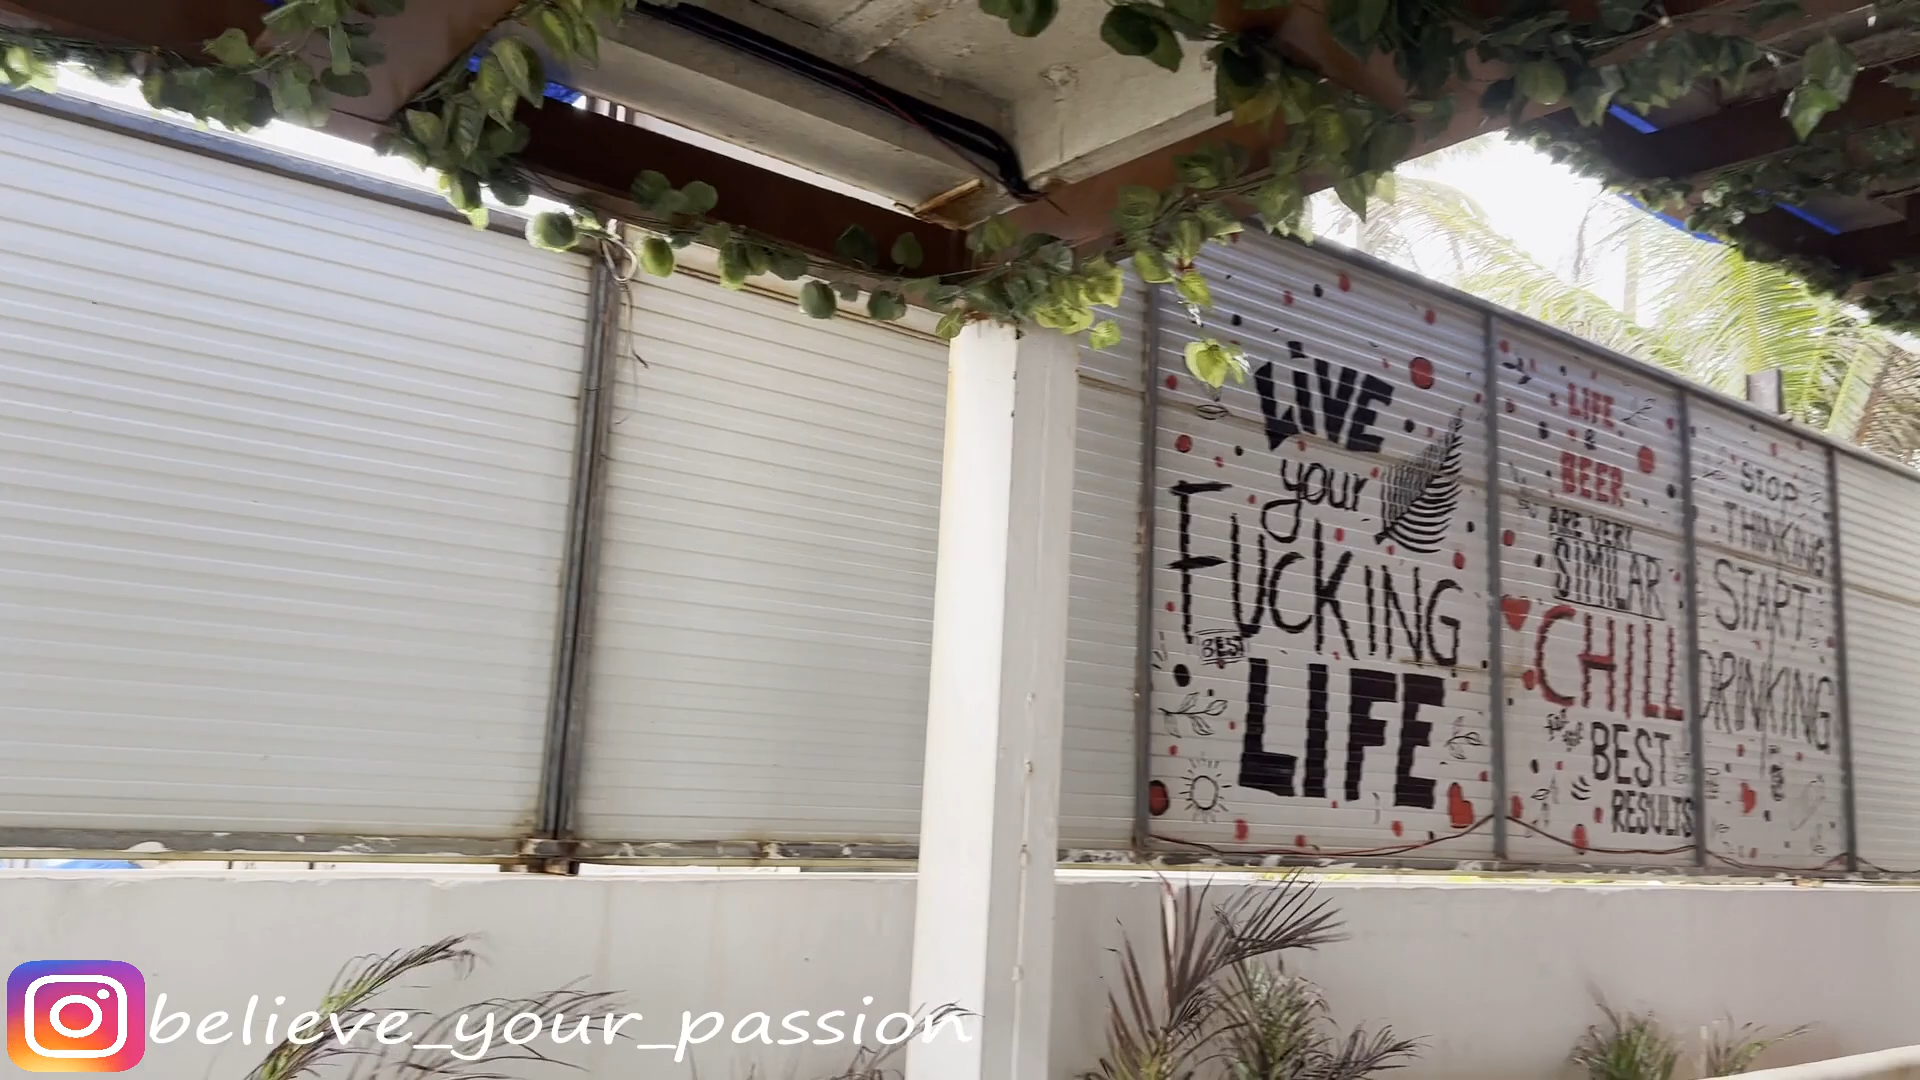 LiVE
your
FUCKING
BEST
LIFE
LIFE
&
BEER
ARE VERY
SIMILAR
CHILL
FOR
BEST
RESULTS
STOP
THINKING
START
DRINKING
believe_your_passion